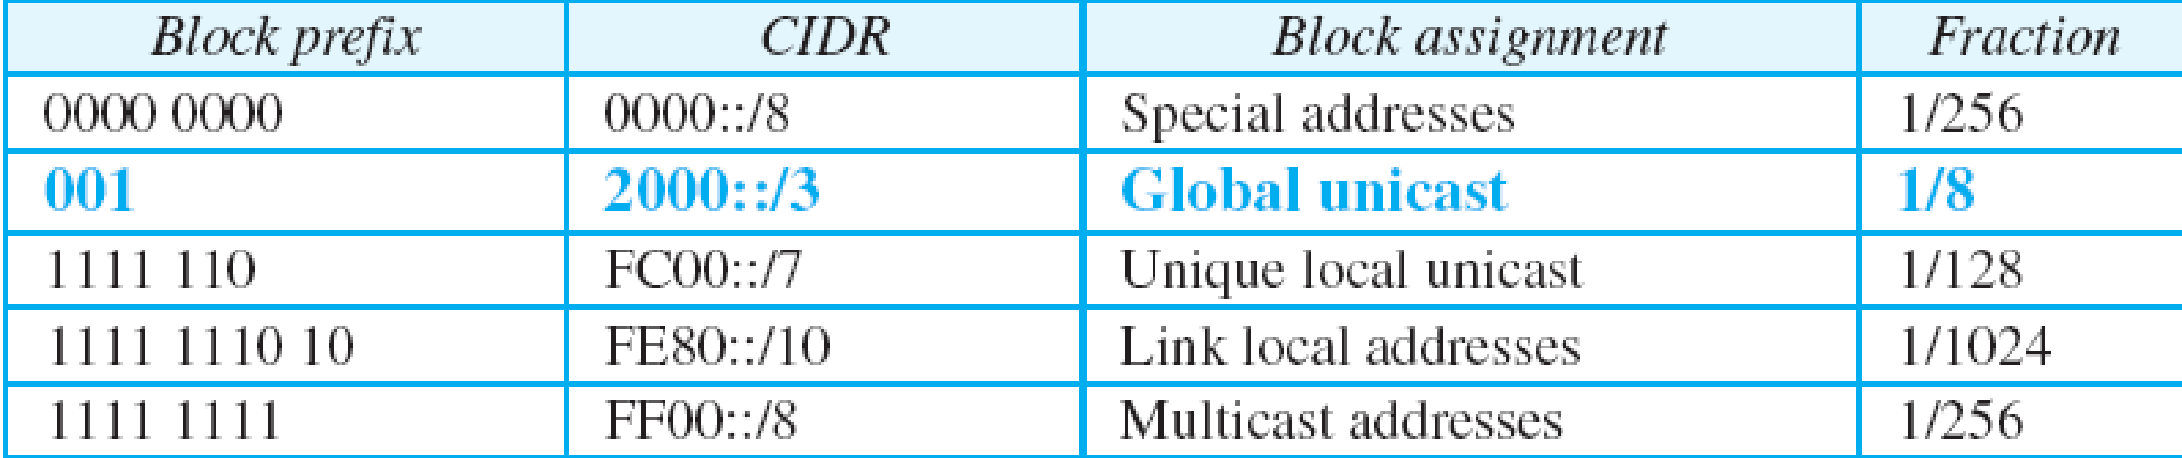 Block prefix CIDR Block assignment Fraction
0000 0000 0000::/8 Special addresses 1/256
001 2000::/3 Global unicast 1/8
1111 110 FC00::/7 Unique local unicast 1/128
1111 1110 10 FE80::/10 Link local addresses 1/1024
1111 1111 FF00::/8 Multicast addresses 1/256